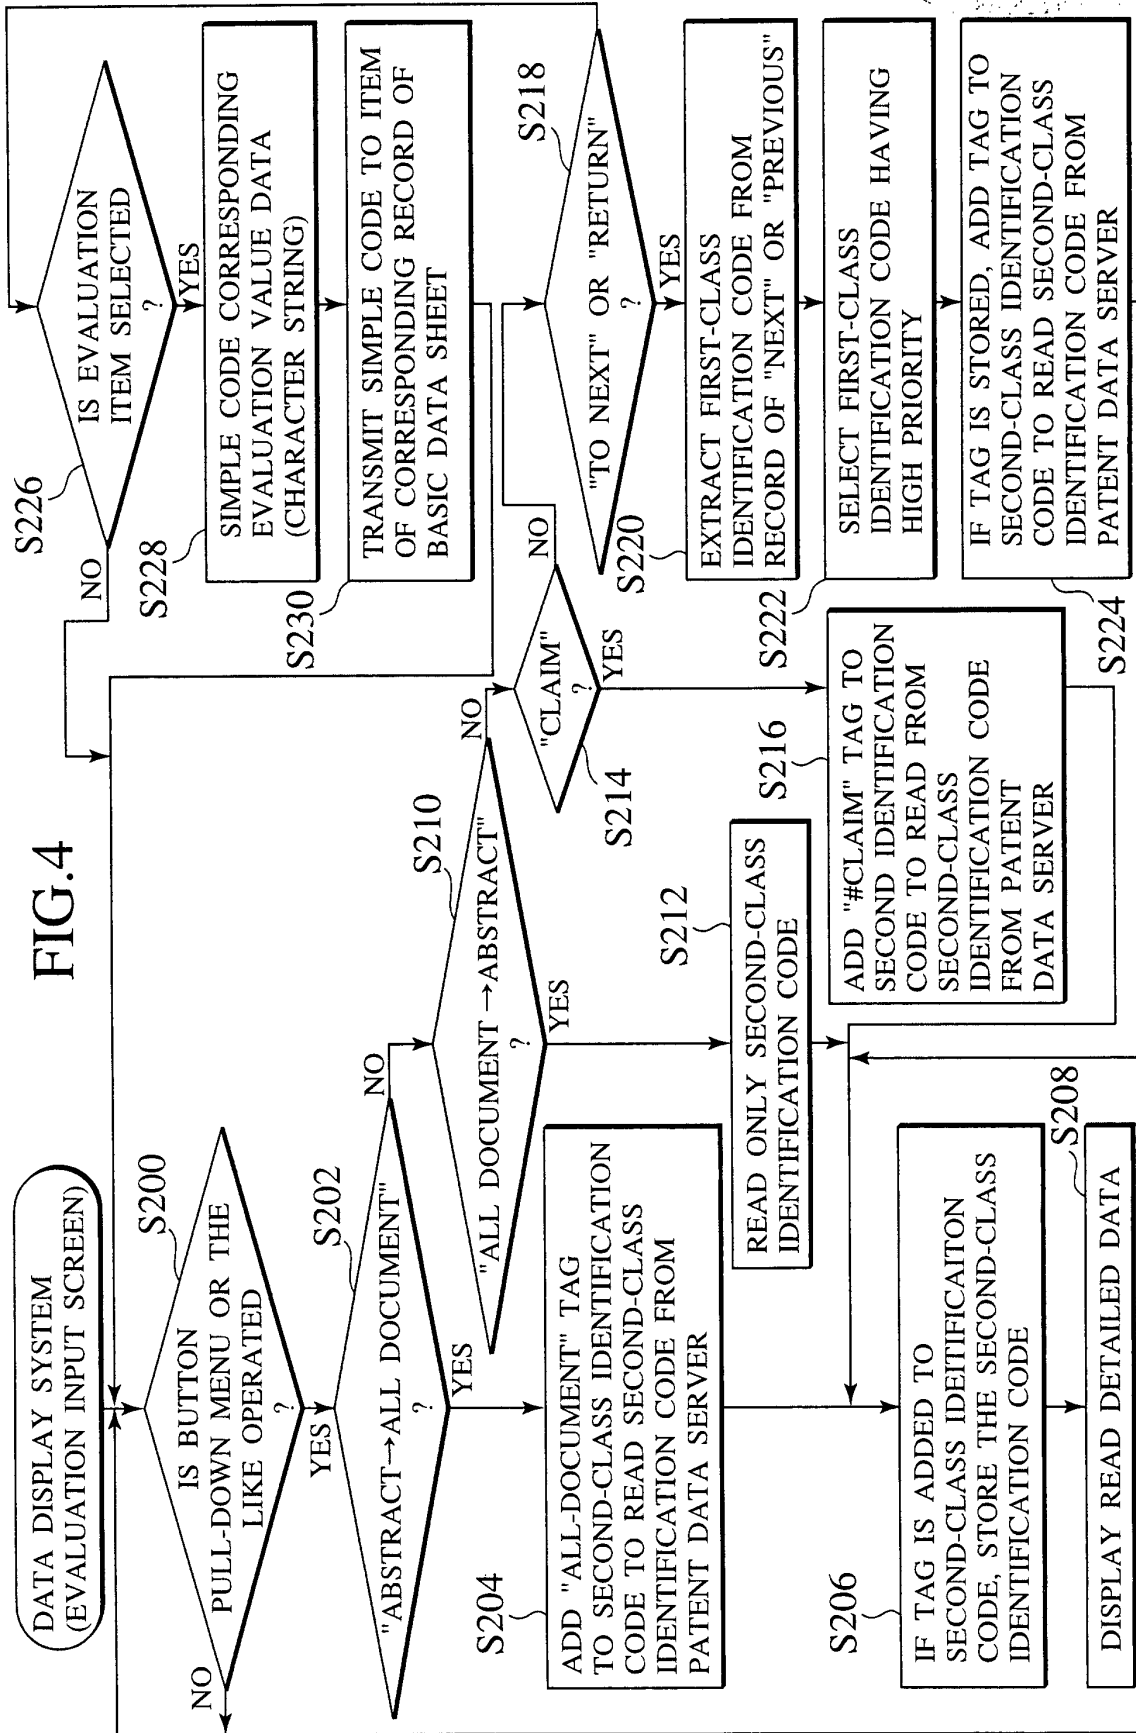 FIG.4
DATA DISPLAY SYSTEM
(EVALUATION INPUT SCREEN)
S200
IS BUTTON
PULL-DOWN MENU OR THE
LIKE OPERATED
?
NO
YES
S202
"ABSTRACT→ALL DOCUMENT"
?
NO
YES
S204
ADD "ALL-DOCUMENT" TAG
TO SECOND-CLASS IDENTIFICATION
CODE TO READ SECOND-CLASS
IDENTIFICATION CODE FROM
PATENT DATA SERVER
S206
IF TAG IS ADDED TO
SECOND-CLASS IDEITIFICAITON
CODE, STORE THE SECOND-CLASS
IDENTIFICATION CODE
S208
DISPLAY READ DETAILED DATA
S210
"ALL DOCUMENT→ABSTRACT"
?
NO
YES
S212
READ ONLY SECOND-CLASS
IDENTIFICATION CODE
S214
"CLAIM"
?
NO
YES
S216
ADD "#CLAIM" TAG TO
SECOND IDENTIFICATION
CODE TO READ FROM
SECOND-CLASS
IDENTIFICATION CODE
FROM PATENT
DATA SERVER
S218
"TO NEXT" OR "RETURN"
?
YES
S220
EXTRACT FIRST-CLASS
IDENTIFICATION CODE FROM
RECORD OF "NEXT" OR "PREVIOUS"
S222
SELECT FIRST-CLASS
IDENTIFICATION CODE HAVING
HIGH PRIORITY
S224
IF TAG IS STORED, ADD TAG TO
SECOND-CLASS IDENTIFICATION
CODE TO READ SECOND-CLASS
IDENTIFICATION CODE FROM
PATENT DATA SERVER
S226
IS EVALUATION
ITEM SELECTED
?
NO
YES
S228
SIMPLE CODE CORRESPONDING
EVALUATION VALUE DATA
(CHARACTER STRING)
S230
TRANSMIT SIMPLE CODE TO ITEM
OF CORRESPONDING RECORD OF
BASIC DATA SHEET